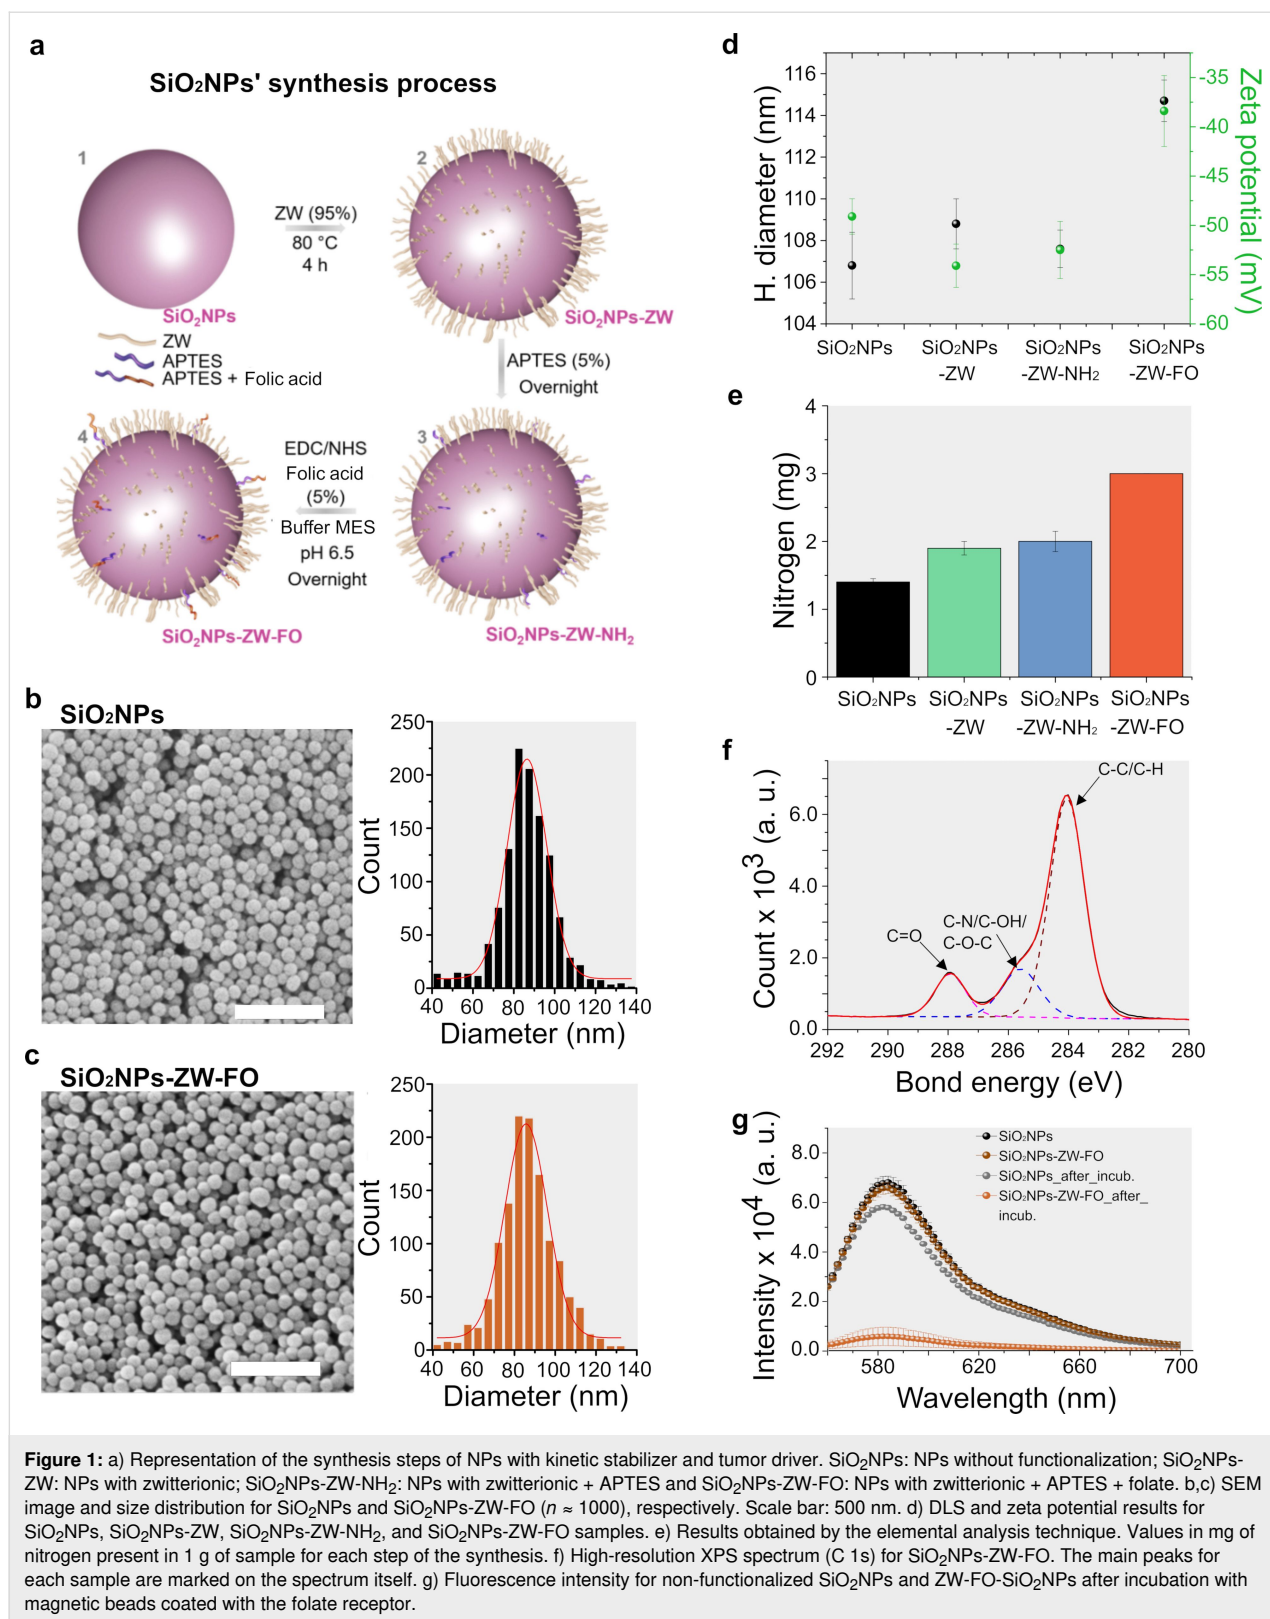 a
SiO₂NPs' synthesis process
1
ZW (95%)
80 °C
4 h
2
SiO₂NPs
SiO₂NPs-ZW
ZW
APTES
APTES + Folic acid
APTES (5%)
Overnight
4
EDC/NHS
Folic acid
(5%)
Buffer MES
pH 6.5
Overnight
3
SiO₂NPs-ZW-FO
SiO₂NPs-ZW-NH₂
b
SiO₂NPs
250
200
150
100
50
0
Count
40 60 80 100 120 140
Diameter (nm)
c
SiO₂NPs-ZW-FO
250
200
150
100
50
0
Count
40 60 80 100 120 140
Diameter (nm)
d
116
114
112
110
108
106
104
H. diameter (nm)
-35
-40
-45
-50
-55
-60
Zeta potential (mV)
SiO₂NPs SiO₂NPs SiO₂NPs SiO₂NPs
-ZW -ZW-NH₂ -ZW-FO
e
4
3
2
1
0
Nitrogen (mg)
SiO₂NPs SiO₂NPs SiO₂NPs SiO₂NPs
-ZW -ZW-NH₂ -ZW-FO
f
C-C/C-H
6.0
4.0
2.0
0.0
Count x 10³ (a. u.)
C=O
C-N/C-OH/
C-O-C
292 290 288 286 284 282 280
Bond energy (eV)
g
8.0
6.0
4.0
2.0
0.0
Intensity x 10⁴ (a. u.)
SiO₂NPs
SiO₂NPs-ZW-FO
SiO₂NPs_after_incub.
SiO₂NPs-ZW-FO_after_
incub.
580 620 660 700
Wavelength (nm)
Figure 1: a) Representation of the synthesis steps of NPs with kinetic stabilizer and tumor driver. SiO₂NPs: NPs without functionalization; SiO₂NPs-
ZW: NPs with zwitterionic; SiO₂NPs-ZW-NH₂: NPs with zwitterionic + APTES and SiO₂NPs-ZW-FO: NPs with zwitterionic + APTES + folate. b,c) SEM
image and size distribution for SiO₂NPs and SiO₂NPs-ZW-FO (n ≈ 1000), respectively. Scale bar: 500 nm. d) DLS and zeta potential results for
SiO₂NPs, SiO₂NPs-ZW, SiO₂NPs-ZW-NH₂, and SiO₂NPs-ZW-FO samples. e) Results obtained by the elemental analysis technique. Values in mg of
nitrogen present in 1 g of sample for each step of the synthesis. f) High-resolution XPS spectrum (C 1s) for SiO₂NPs-ZW-FO. The main peaks for
each sample are marked on the spectrum itself. g) Fluorescence intensity for non-functionalized SiO₂NPs and ZW-FO-SiO₂NPs after incubation with
magnetic beads coated with the folate receptor.